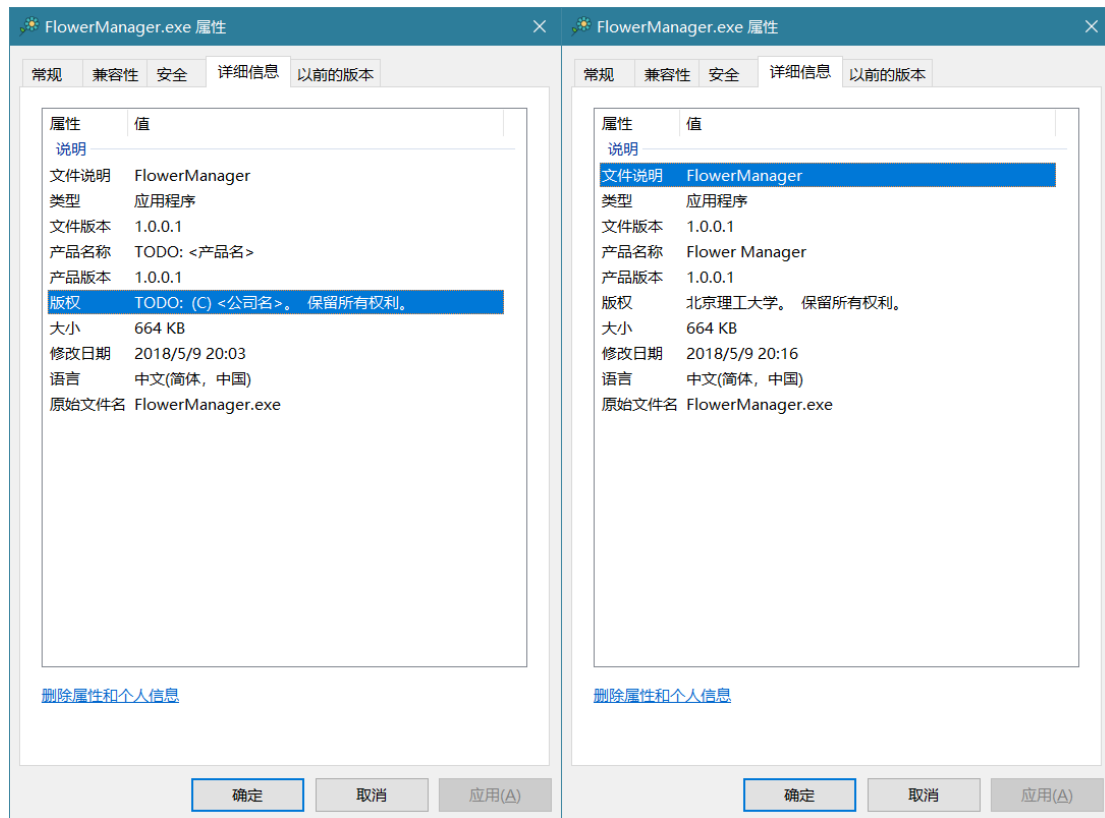 FlowerManager.exe 属性
常规 兼容性 安全 详细信息 以前的版本
属性 值
说明
文件说明 FlowerManager
类型 应用程序
文件版本 1.0.0.1
产品名称 TODO: <产品名>
产品版本 1.0.0.1
版权 TODO: (C) <公司名>。 保留所有权利。
大小 664 KB
修改日期 2018/5/9 20:03
语言 中文(简体，中国)
原始文件名 FlowerManager.exe
删除属性和个人信息
确定 取消 应用(A)
FlowerManager.exe 属性
常规 兼容性 安全 详细信息 以前的版本
属性 值
说明
文件说明 FlowerManager
类型 应用程序
文件版本 1.0.0.1
产品名称 Flower Manager
产品版本 1.0.0.1
版权 北京理工大学。 保留所有权利。
大小 664 KB
修改日期 2018/5/9 20:16
语言 中文(简体，中国)
原始文件名 FlowerManager.exe
删除属性和个人信息
确定 取消 应用(A)